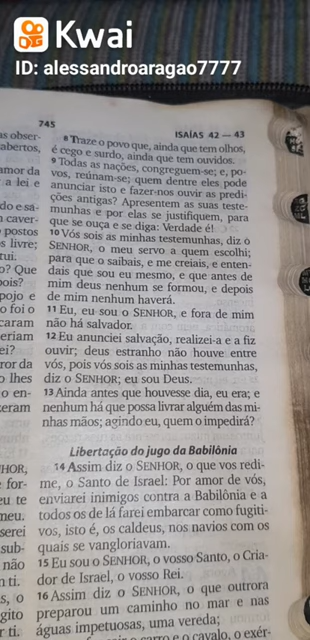 Kwai
ID: alessandroaragao7777
745
ISAÍAS 42 — 43
8 Traze o povo que, ainda que tem olhos,
é cego e surdo, ainda que tem ouvidos.
9 Todas as nações, congreguem-se; e, po-
vos, reúnam-se; quem dentre eles pode
anunciar isto e fazer-nos ouvir as predi-
ções antigas? Apresentem as suas teste-
munhas e por elas se justifiquem, para
que se ouça e se diga: Verdade é!
10 Vós sois as minhas testemunhas, diz o
SENHOR, o meu servo a quem escolhi;
para que o saibais, e me creiais, e enten-
dais que sou eu mesmo, e que antes de
mim deus nenhum se formou, e depois
de mim nenhum haverá.
11 Eu, eu sou o SENHOR, e fora de mim
não há salvador.
12 Eu anunciei salvação, realizei-a e a fiz
ouvir; deus estranho não houve entre
vós, pois vós sois as minhas testemunhas,
diz o SENHOR; eu sou Deus.
13 Ainda antes que houvesse dia, eu era; e
nenhum há que possa livrar alguém das mi-
nhas mãos; agindo eu, quem o impedirá?
Libertação do jugo da Babilônia
14 Assim diz o SENHOR, o que vos redi-
me, o Santo de Israel: Por amor de vós,
enviarei inimigos contra a Babilônia e a
todos os de lá farei embarcar como fugiti-
vos, isto é, os caldeus, nos navios com os
quais se vangloriavam.
15 Eu sou o SENHOR, o vosso Santo, o Cria-
dor de Israel, o vosso Rei.
16 Assim diz o SENHOR, o que outrora
preparou um caminho no mar e nas
águas impetuosas, uma vereda;
o carro e o cavalo, o exér-